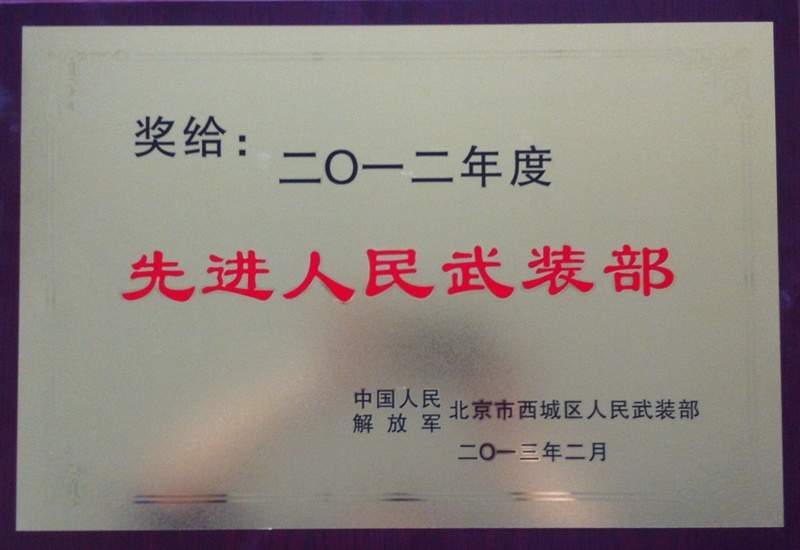 奖给：
二〇一二年度
先进人民武装部
中国人民
解放军
北京市西城区人民武装部
二〇一三年二月